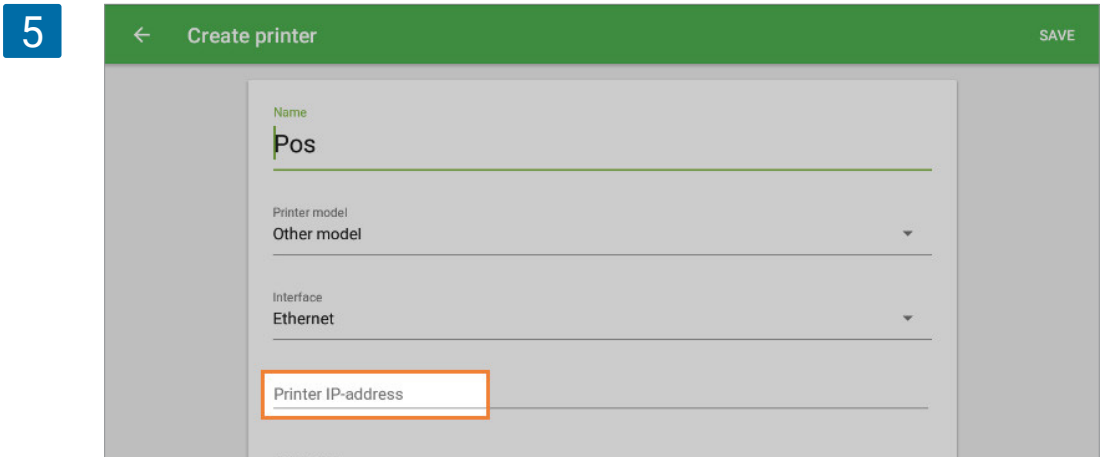 5
Create printer
SAVE
Name
Pos
Printer model
Other model
Interface
Ethernet
Printer IP-address